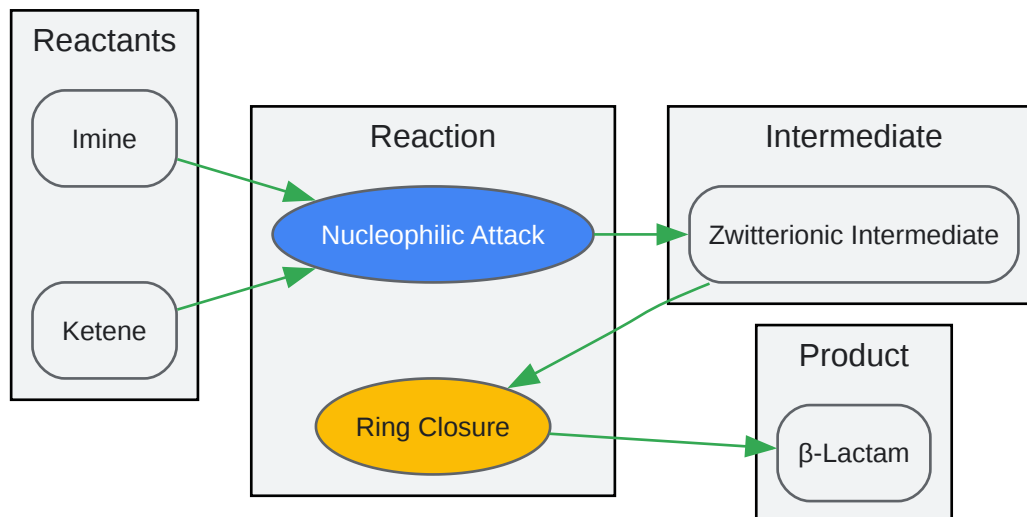 Reactants
Imine
Ketene
Reaction
Nucleophilic Attack
Ring Closure
Intermediate
Zwitterionic Intermediate
Product
β-Lactam